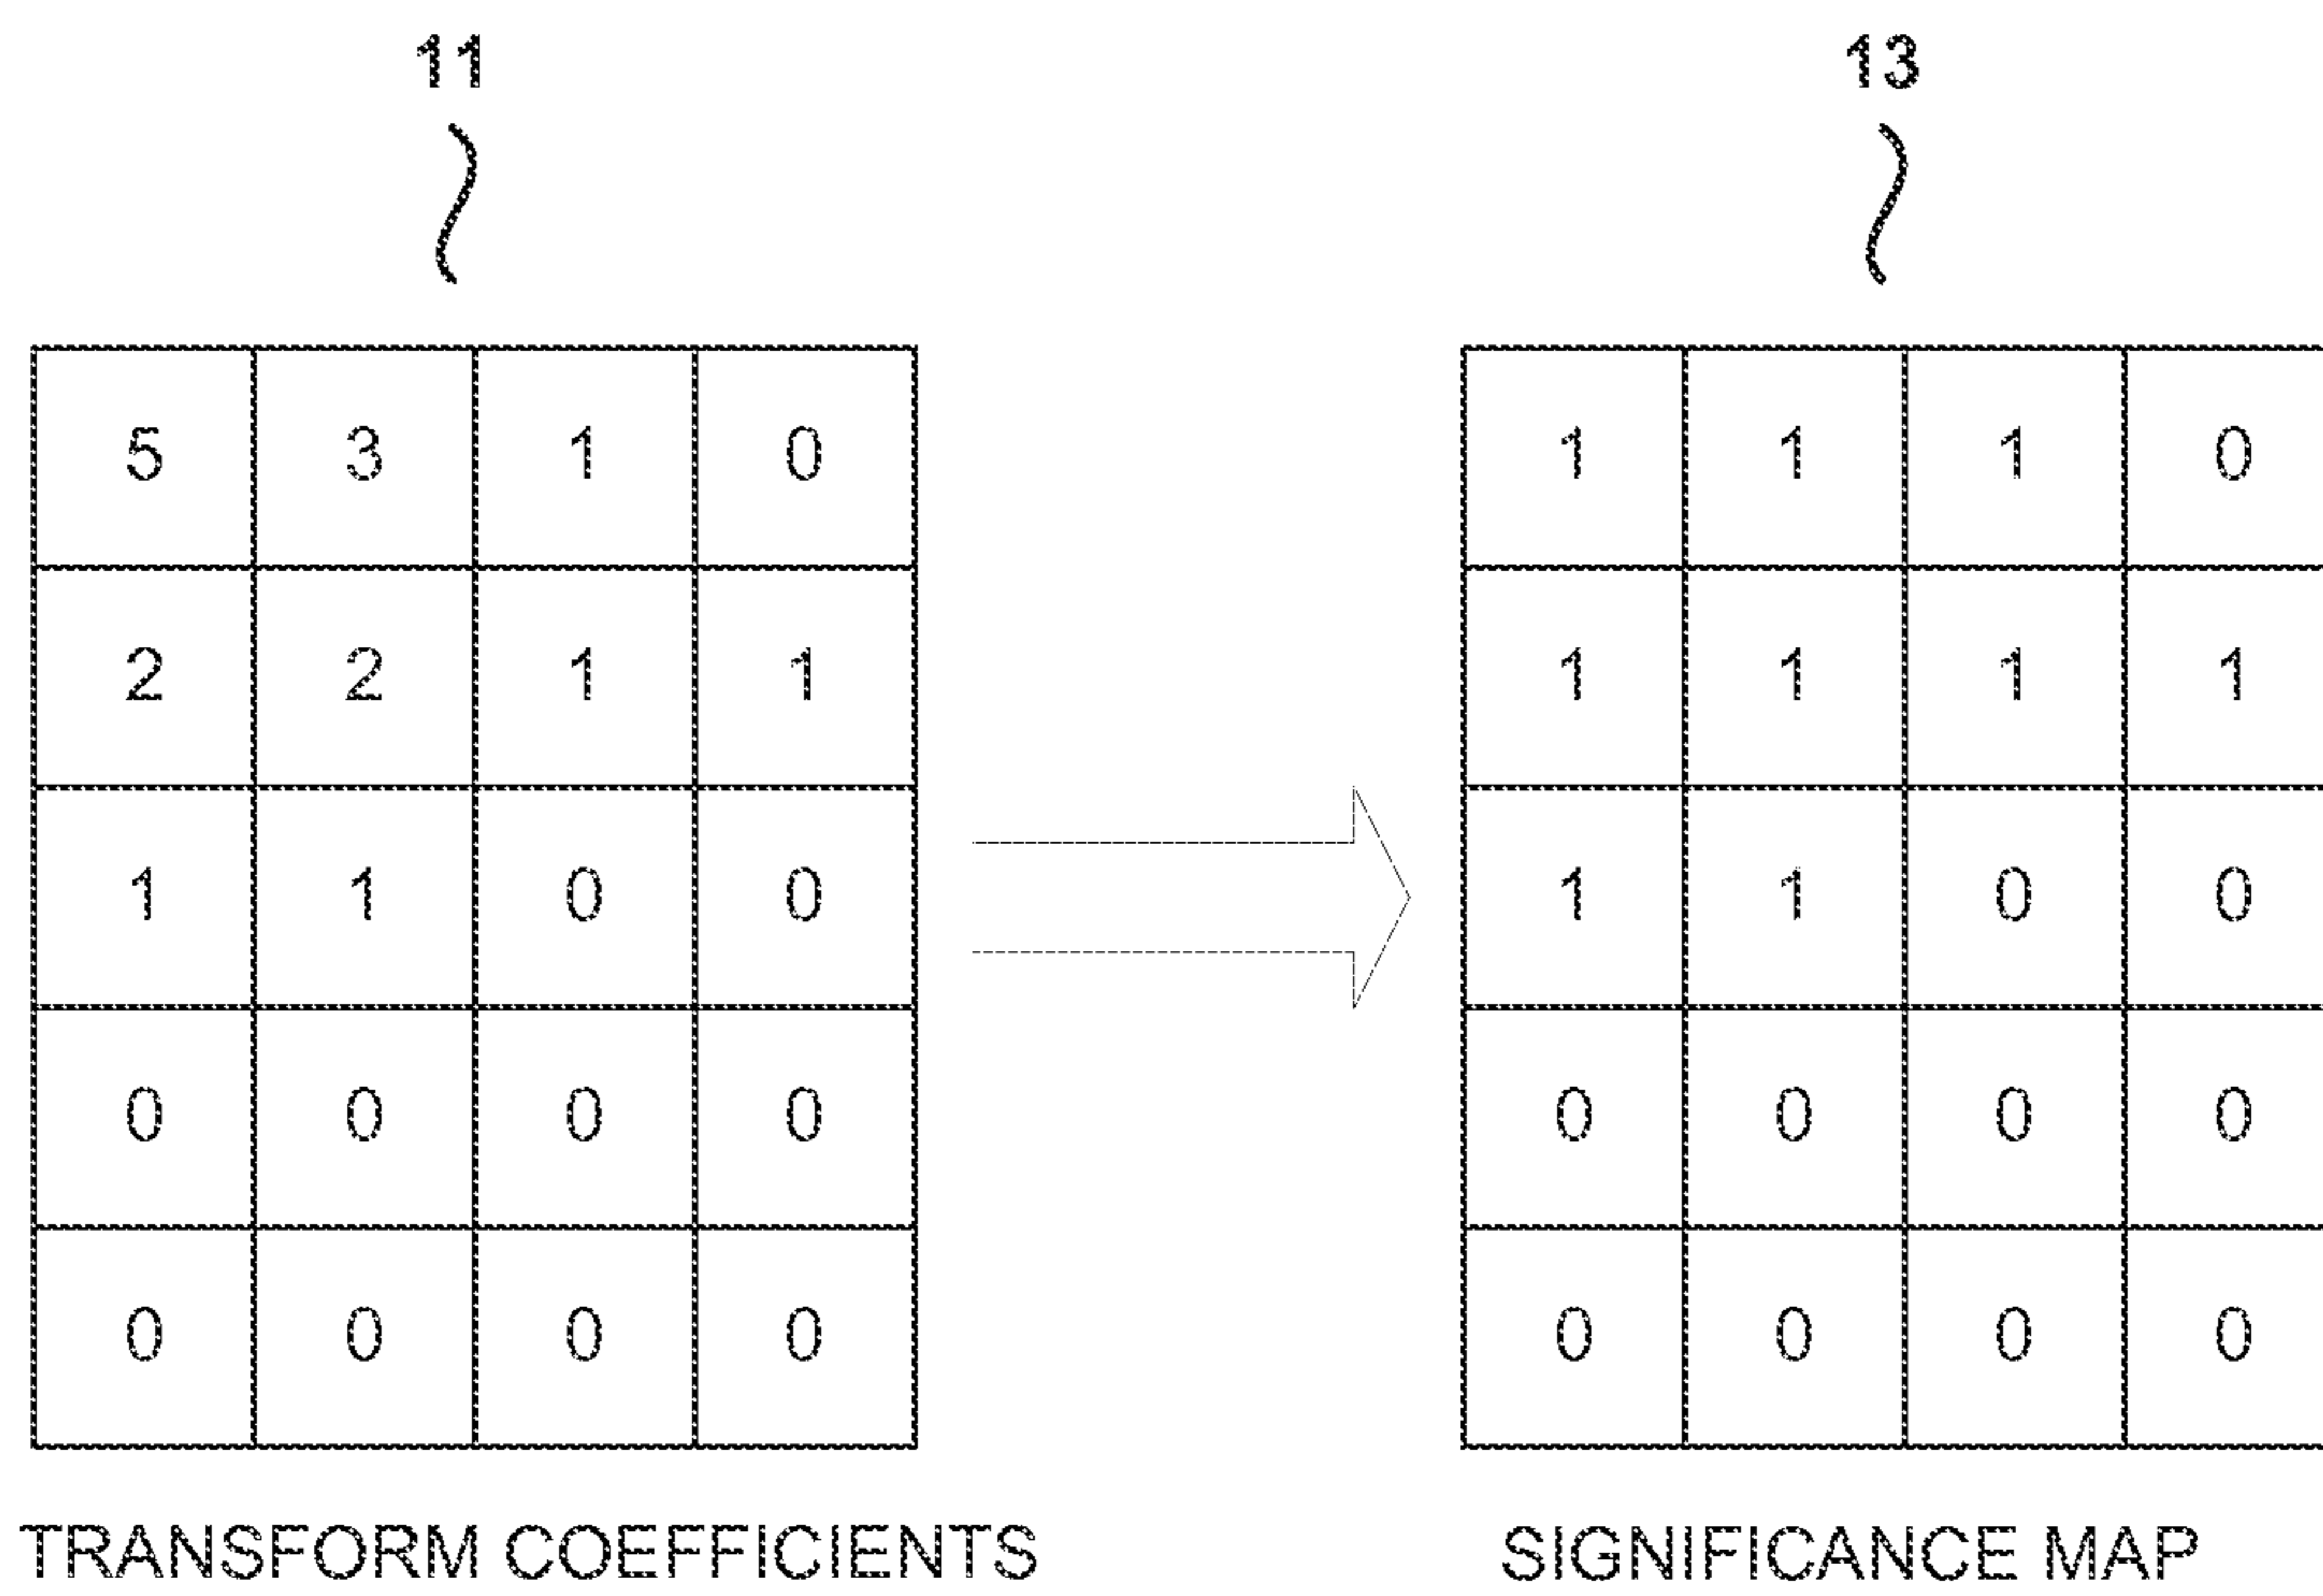 11 13
5 3 1 0 1 1 1 0
2 2 1 1 1 1 1 1
1 1 0 0 1 1 0 0
0 0 0 0 0 0 0 0
0 0 0 0 0 0 0 0
TRANSFORM COEFFICIENTS SIGNIFICANCE MAP